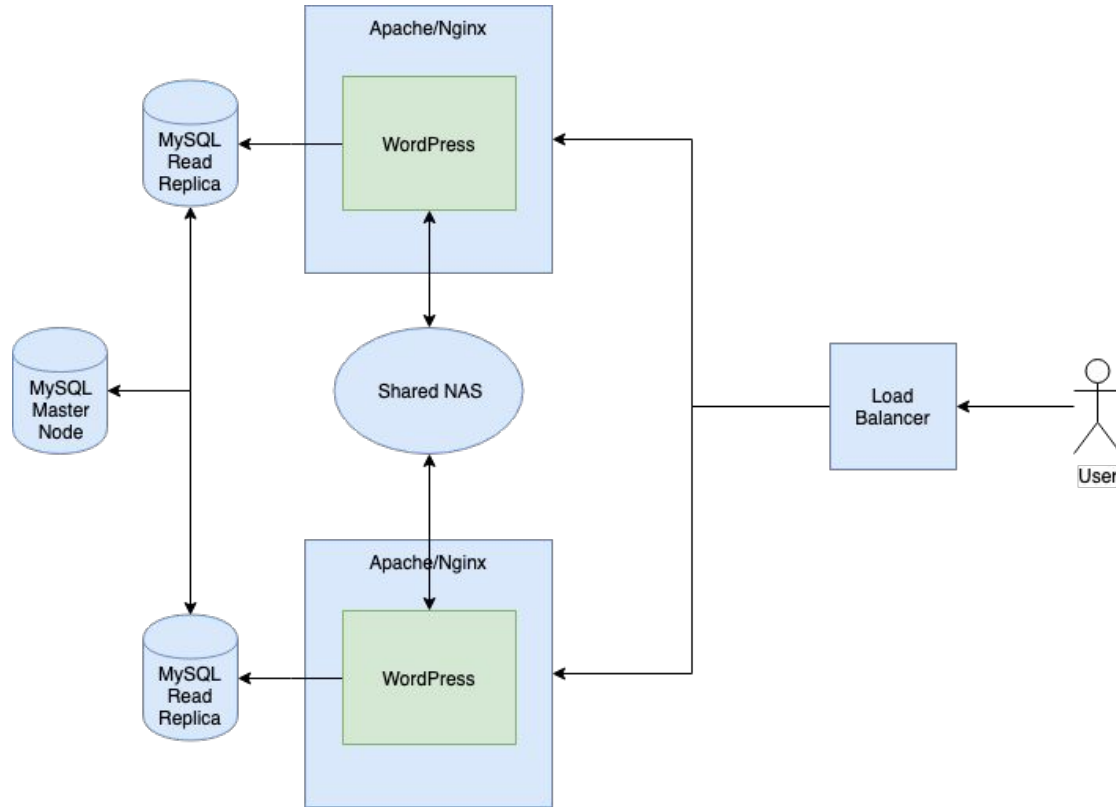 Apache/Nginx
WordPress
MySQL
Read
Replica
MySQL
Master
Node
Shared NAS
Load
Balancer
User
Apache/Nginx
WordPress
MySQL
Read
Replica